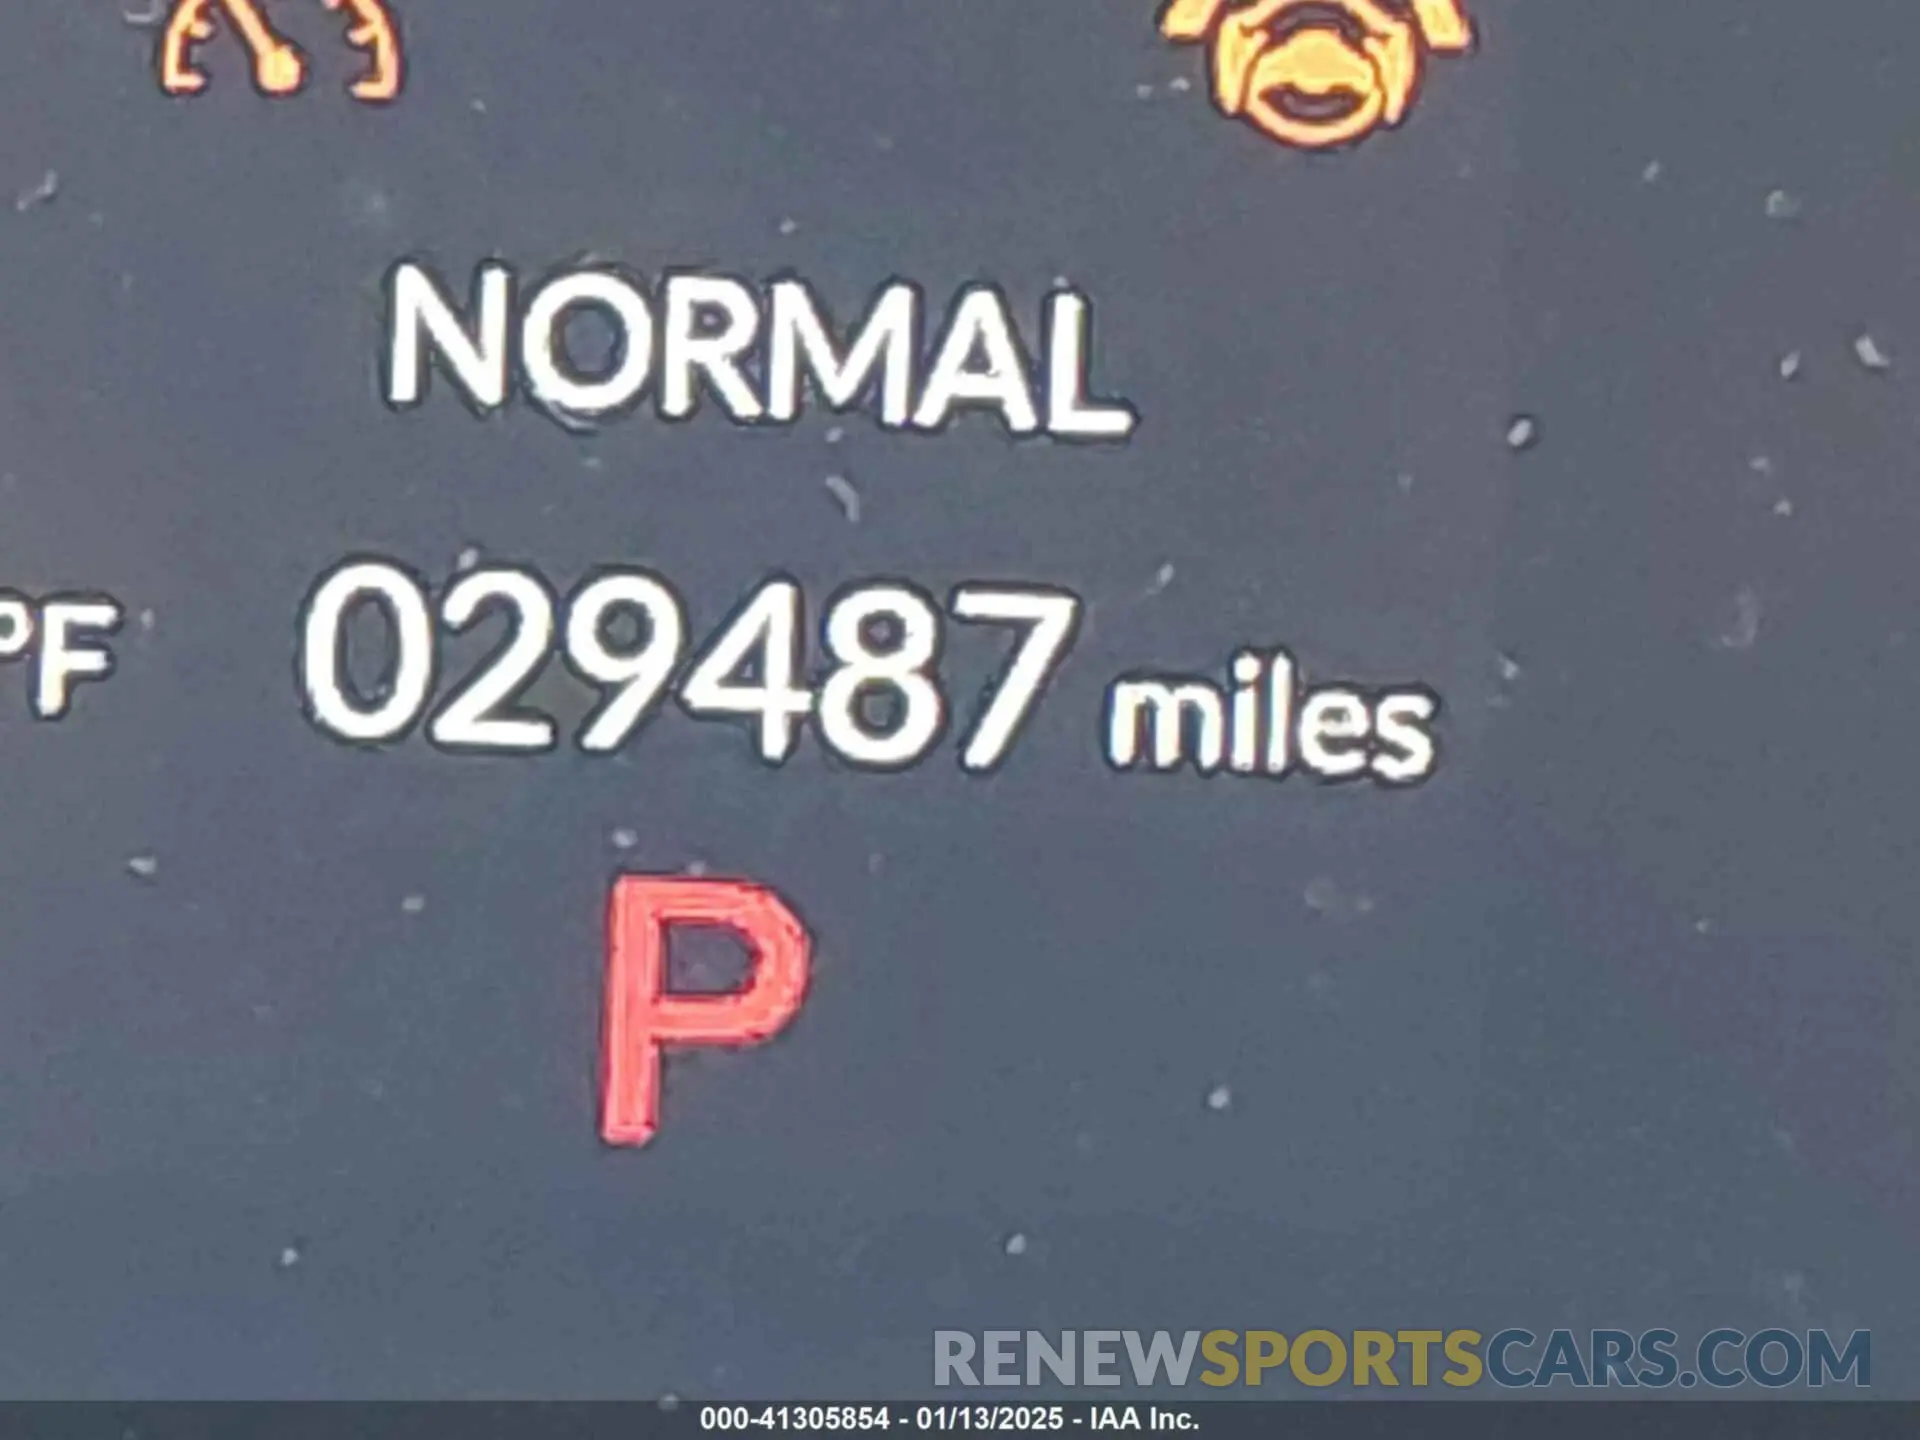 NORMAL
°F 029487 miles
P
RENEWSPORTSCARS.COM
000-41305854 - 01/13/2025 - IAA Inc.